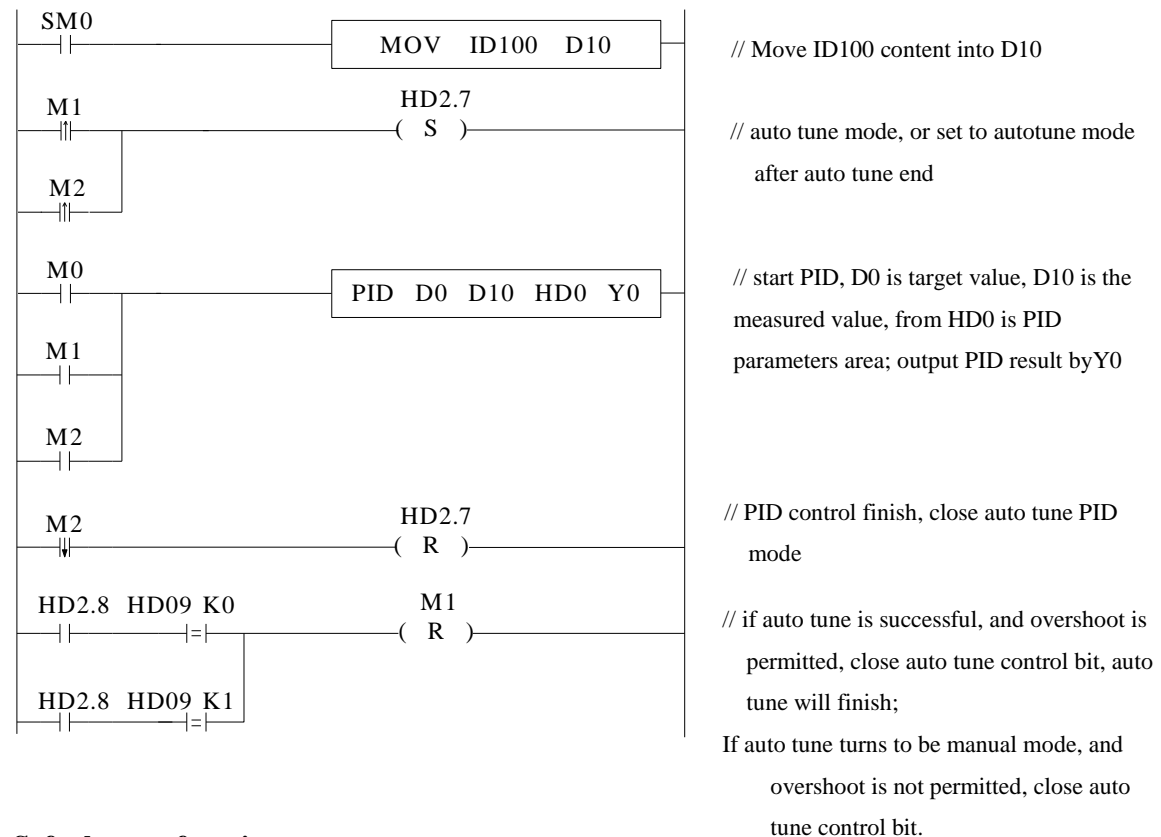 SM0
MOV ID100 D10
// Move ID100 content into D10
M1
HD2.7
( S )
// auto tune mode, or set to autotune mode
after auto tune end
M2
M0
PID D0 D10 HD0 Y0
// start PID, D0 is target value, D10 is the
measured value, from HD0 is PID
parameters area; output PID result byY0
M1
M2
M2
HD2.7
( R )
// PID control finish, close auto tune PID
mode
HD2.8 HD09 K0
=
M1
( R )
// if auto tune is successful, and overshoot is
permitted, close auto tune control bit, auto
tune will finish;
HD2.8 HD09 K1
=
If auto tune turns to be manual mode, and
overshoot is not permitted, close auto
tune control bit.